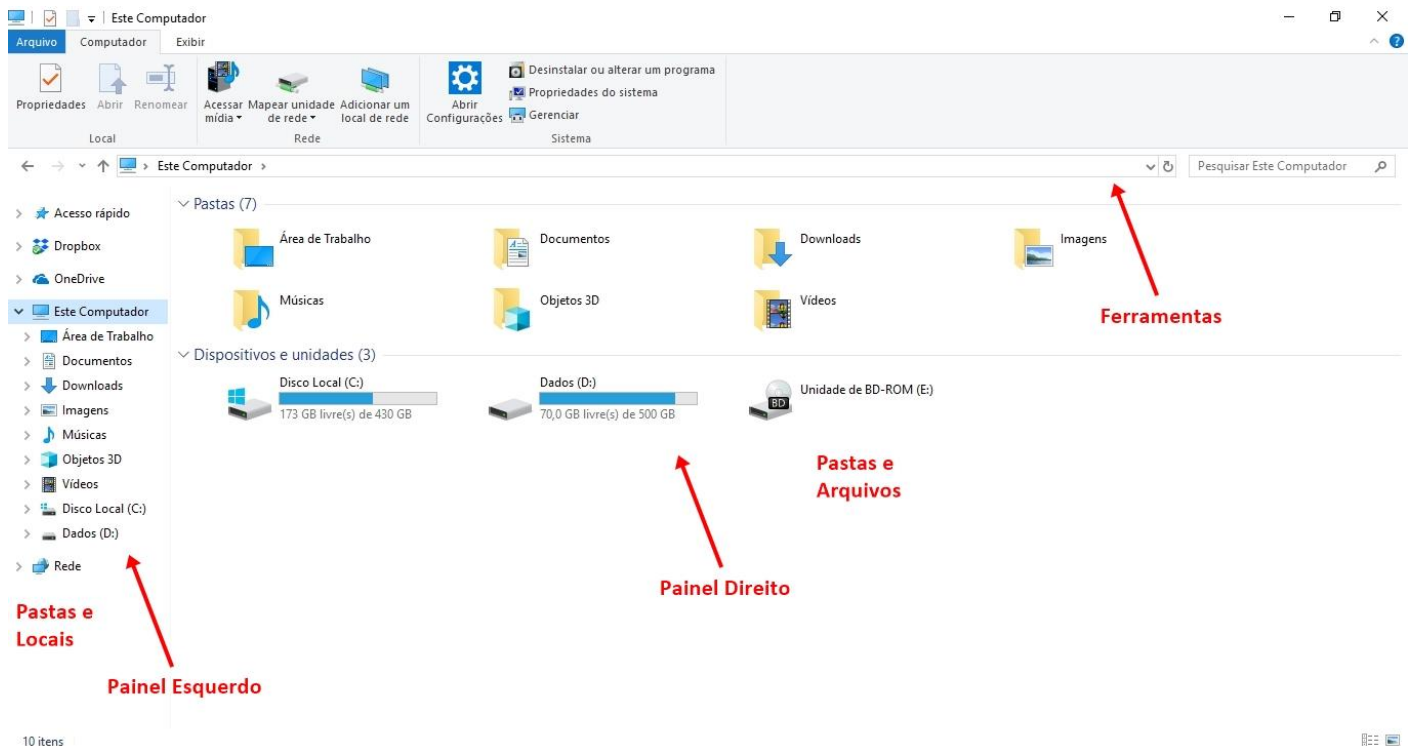 Este Computador
Arquivo Computador Exibir
Propriedades Abrir Renomear
Local
Acessar mídia
Mapear unidade de rede
Adicionar um local de rede
Rede
Abrir Configurações
Desinstalar ou alterar um programa
Propriedades do sistema
Gerenciar
Sistema
Este Computador
Pesquisar Este Computador
Acesso rápido
Dropbox
OneDrive
Este Computador
Área de Trabalho
Documentos
Downloads
Imagens
Músicas
Objetos 3D
Vídeos
Disco Local (C:)
Dados (D:)
Rede
Pastas e
Locais
Painel Esquerdo
Pastas (7)
Área de Trabalho
Documentos
Downloads
Imagens
Músicas
Objetos 3D
Vídeos
Ferramentas
Dispositivos e unidades (3)
Disco Local (C:)
173 GB livre(s) de 430 GB
Dados (D:)
70,0 GB livre(s) de 500 GB
Unidade de BD-ROM (E:)
BD
Pastas e
Arquivos
Painel Direito
10 itens